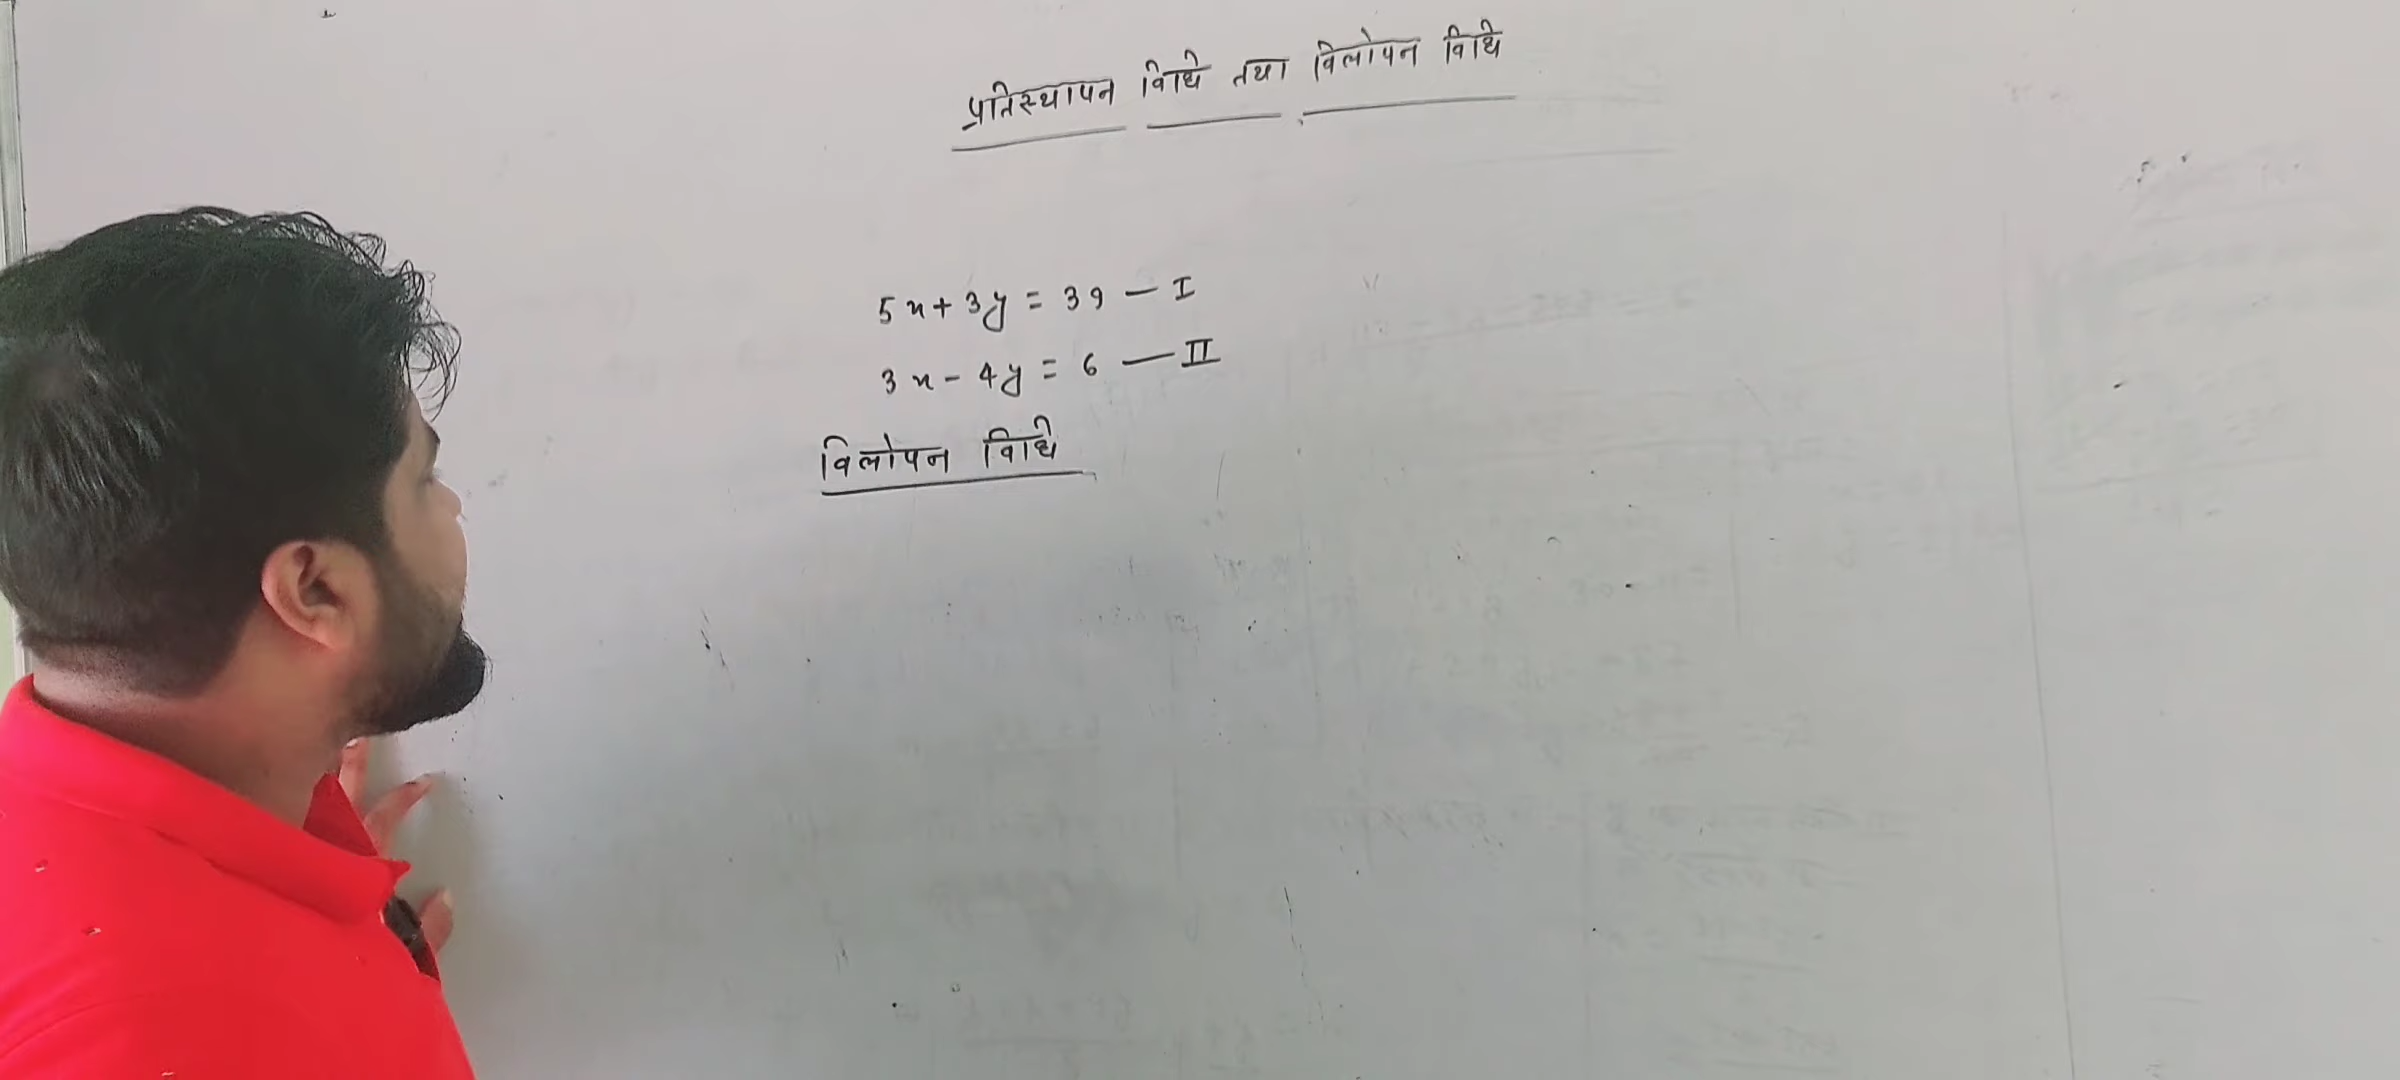 प्रतिस्थापन विधि तथा विलोपन विधि
5x + 3y = 39 — I
3x - 4y = 6 — II
विलोपन विधि